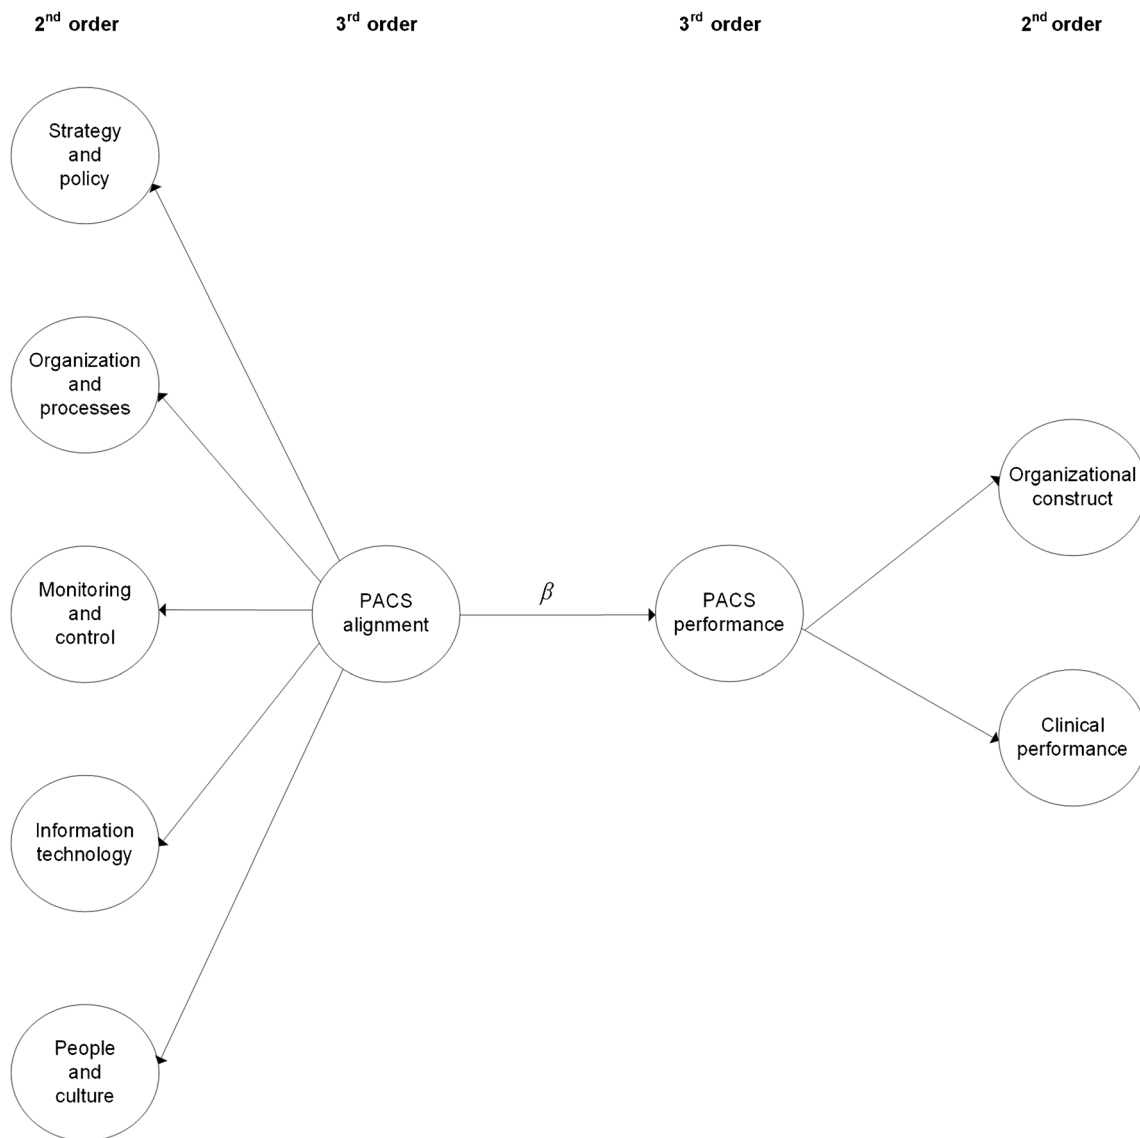 2nd order
3rd order
3rd order
2nd order
Strategy
and
policy
Organization
and
processes
Monitoring
and
control
Information
technology
People
and
culture
PACS
alignment
β
PACS
performance
Organizational
construct
Clinical
performance